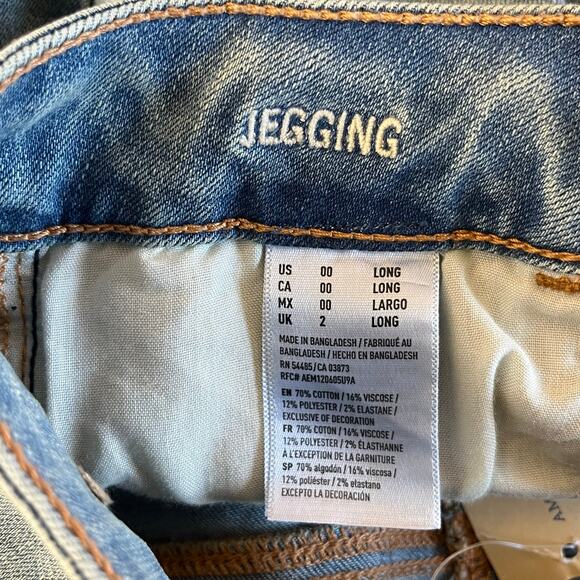 JEGGING
US 00 LONG
CA 00 LONG
MX 00 LARGO
UK 2 LONG
MADE IN BANGLADESH / FABRIQUÉ AU
BANGLADESH / HECHO EN BANGLADESH
RN 54485/CA 03873
RFC# AEM120605U9A
EN 70% COTTON / 16% VISCOSE /
12% POLYESTER / 2% ELASTANE /
EXCLUSIVE OF DECORATION
FR 70% COTON / 16% VISCOSE /
12% POLYESTER / 2% ÉLASTHANNE
À L'EXCEPTION DE LA GARNITURE
SP 70% algodón / 16% viscosa /
12% poliéster / 2% elastano
EXCEPTO LA DECORACIÓN